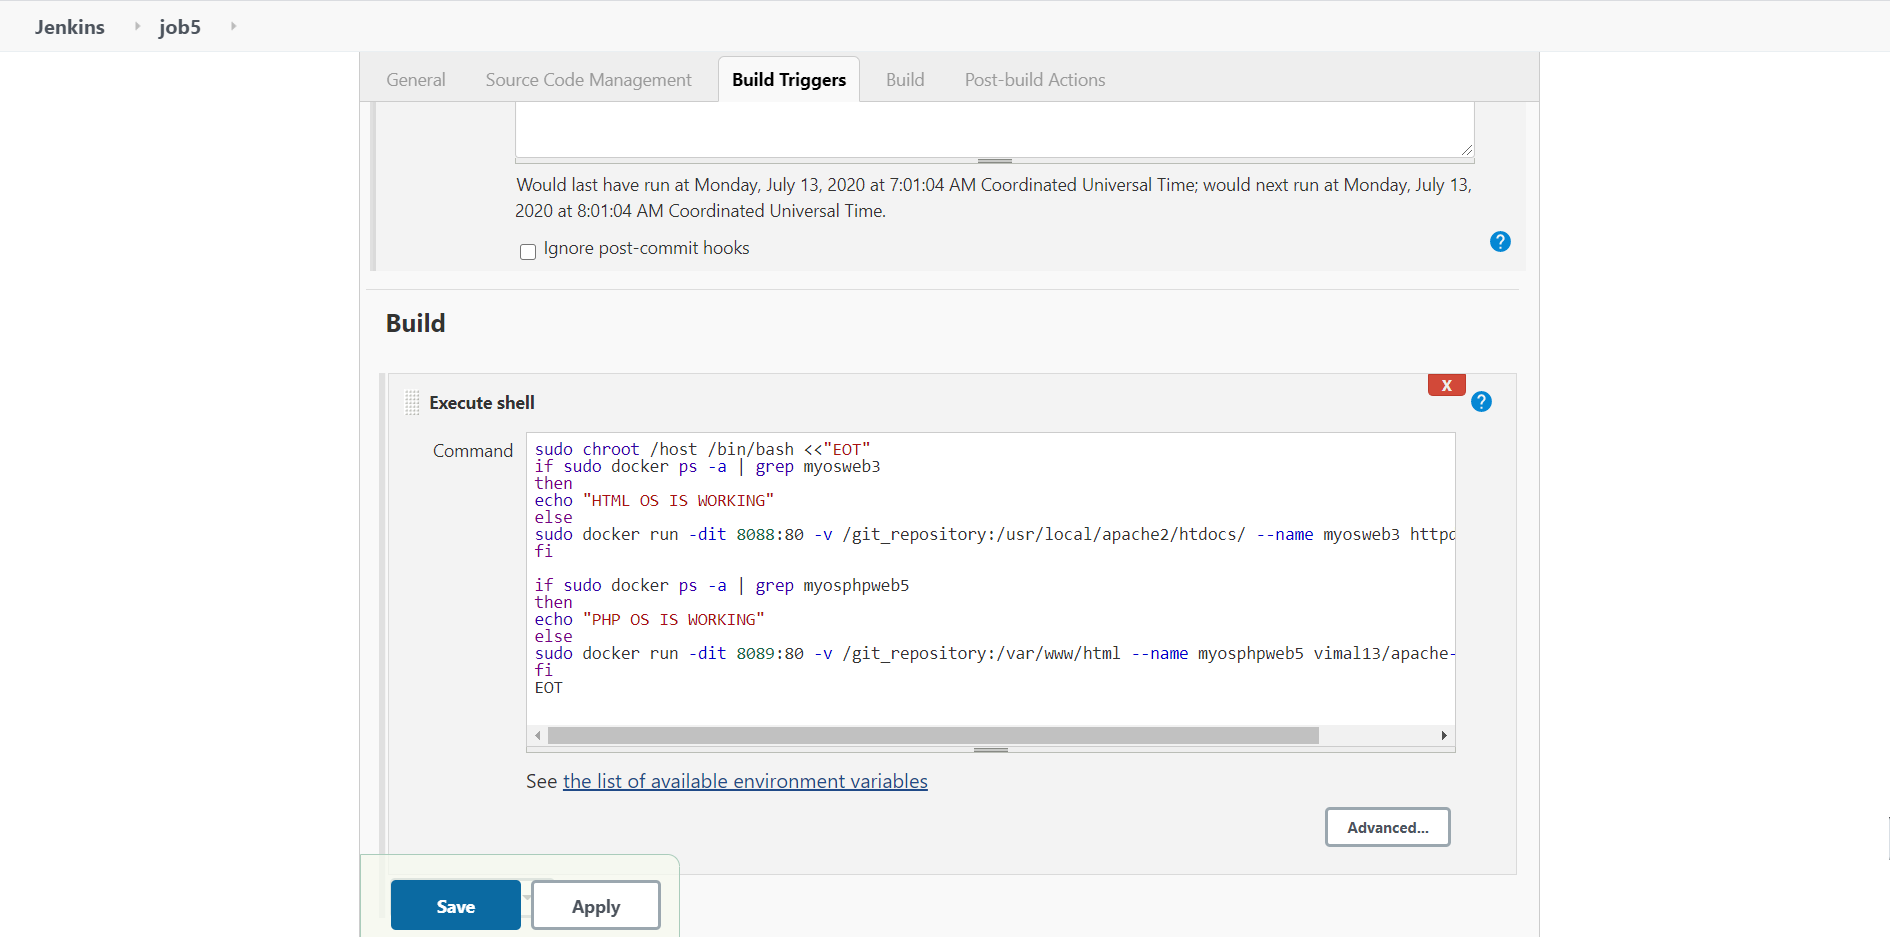 Jenkins job5
General Source Code Management Build Triggers Build Post-build Actions
Would last have run at Monday, July 13, 2020 at 7:01:04 AM Coordinated Universal Time; would next run at Monday, July 13,
2020 at 8:01:04 AM Coordinated Universal Time.
Ignore post-commit hooks
?
Build
X
Execute shell
?
Command
sudo chroot /host /bin/bash <<"EOT"
if sudo docker ps -a | grep myosweb3
then
echo "HTML OS IS WORKING"
else
sudo docker run -dit 8088:80 -v /git_repository:/usr/local/apache2/htdocs/ --name myosweb3 httpd
fi
if sudo docker ps -a | grep myosphpweb5
then
echo "PHP OS IS WORKING"
else
sudo docker run -dit 8089:80 -v /git_repository:/var/www/html --name myosphpweb5 vimal13/apache-
fi
EOT
See the list of available environment variables
Advanced...
Save Apply